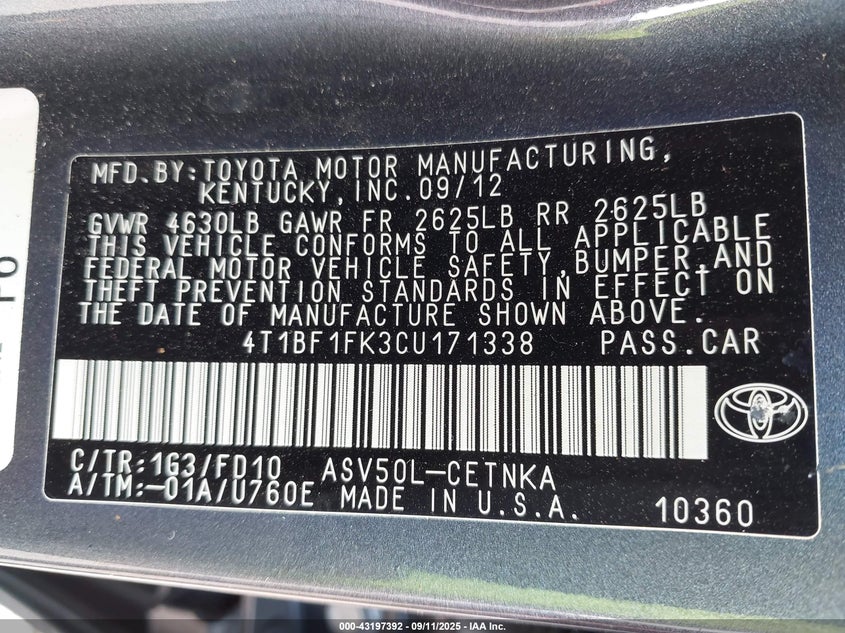 MFD.BY:TOYOTA MOTOR MANUFACTURING,
KENTUCKY,INC.09/12
GVWR 4630LB GAWR FR 2625LB RR 2625LB
THIS VEHICLE CONFORMS TO ALL APPLICABLE
FEDERAL MOTOR VEHICLE SAFETY,BUMPER,AND
THEFT PREVENTION STANDARDS IN EFFECT ON
THE DATE OF MANUFACTURE SHOWN ABOVE.
4T1BF1FK3CU171338 PASS.CAR
C/TR:1G3/FD10 ASV50L-CETNKA
A/TM:-01A/U760E MADE IN U.S.A. 10360
000-43197392 - 09/11/2025 - IAA Inc.